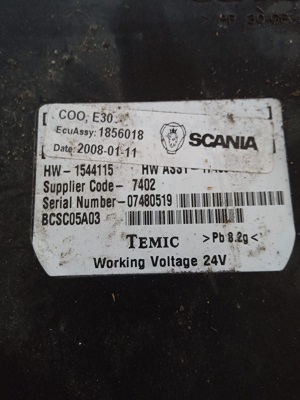 COO, E30
EcuAssy: 1856018
Date: 2008-01-11
SCANIA
HW-1544115 HW ASSY
Supplier Code- 7402
Serial Number-07480519
BCSC05A03
TEMIC >Pb 8.2g<
Working Voltage 24V